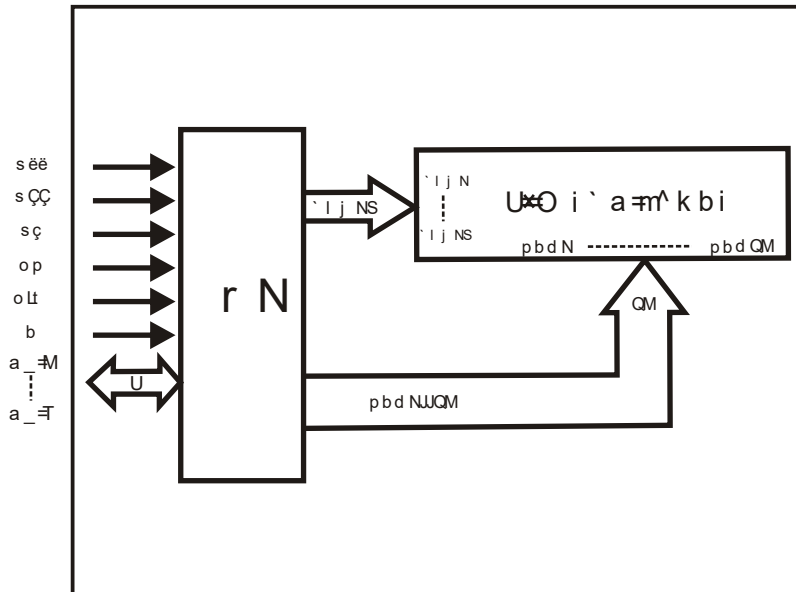 s ëë
s ÇÇ
s ç
o p
o Lt
b
a _ =M
a _ =T
U
r N
` l j NS
` l j N
` l j NS
U=×=O i ` a =m^ k b i
p b d N
p b d QM
QM
p b d NJJQM